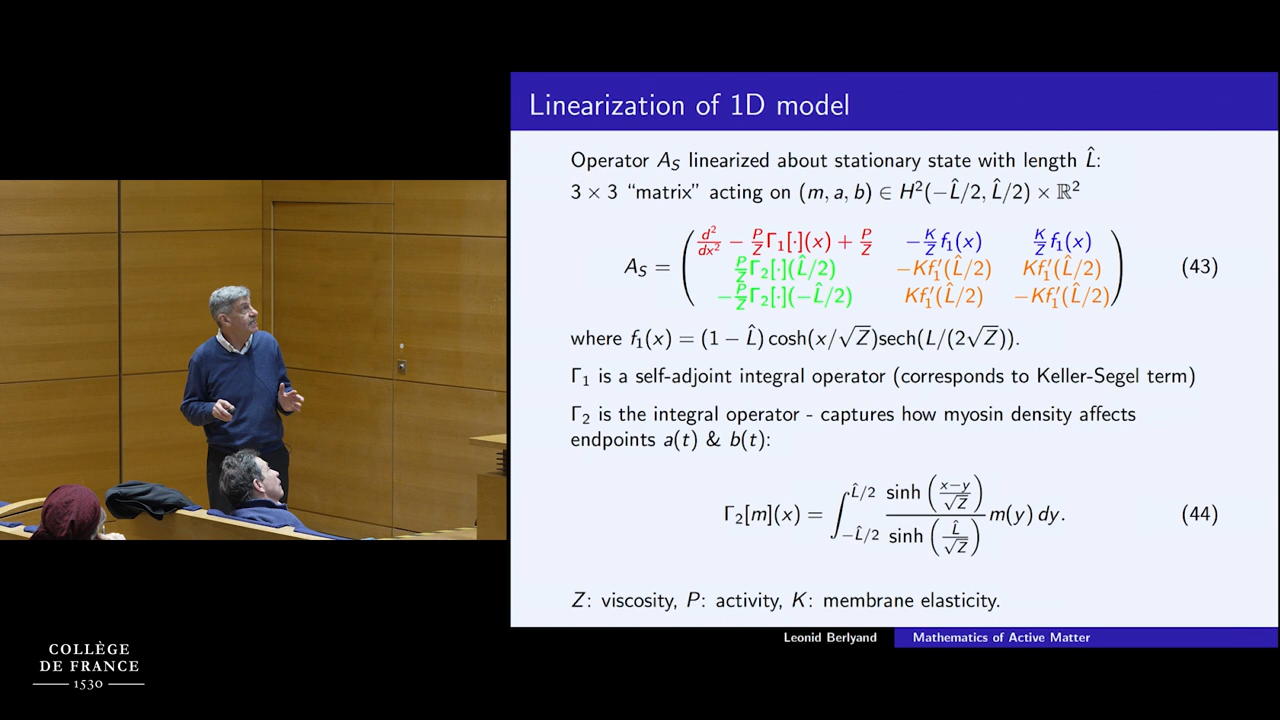 Linearization of 1D model
Operator A_S linearized about stationary state with length L̂:
3 × 3 “matrix” acting on (m, a, b) ∈ H²(−L̂/2, L̂/2) × ℝ²
d²/dx² − P/Z Γ₁[·](x) + P/Z   −K/Z f₁(x)   K/Z f₁(x)
A_S = ( P/Z Γ₂[·](L̂/2)   −Kf₁′(L̂/2)   Kf₁′(L̂/2) )   (43)
−P/Z Γ₂[·](−L̂/2)   Kf₁′(L̂/2)   −Kf₁′(L̂/2)
where f₁(x) = (1 − L̂) cosh(x/√Z)sech(L/(2√Z)).
Γ₁ is a self-adjoint integral operator (corresponds to Keller-Segel term)
Γ₂ is the integral operator - captures how myosin density affects
endpoints a(t) & b(t):
Γ₂[m](x) = ∫_{−L̂/2}^{L̂/2} sinh((x−y)/√Z) / sinh(L̂/√Z) m(y) dy.   (44)
Z: viscosity, P: activity, K: membrane elasticity.
Leonid Berlyand   Mathematics of Active Matter
COLLÈGE
DE FRANCE
1530